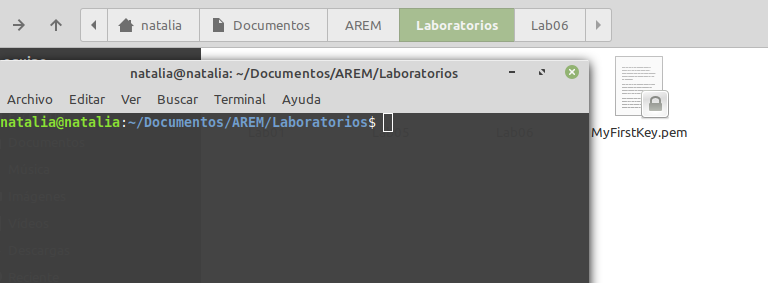 natalia Documentos AREM Laboratorios Lab06
natalia@natalia: ~/Documentos/AREM/Laboratorios
Archivo Editar Ver Buscar Terminal Ayuda
natalia@natalia:~/Documentos/AREM/Laboratorios$
MyFirstKey.pem